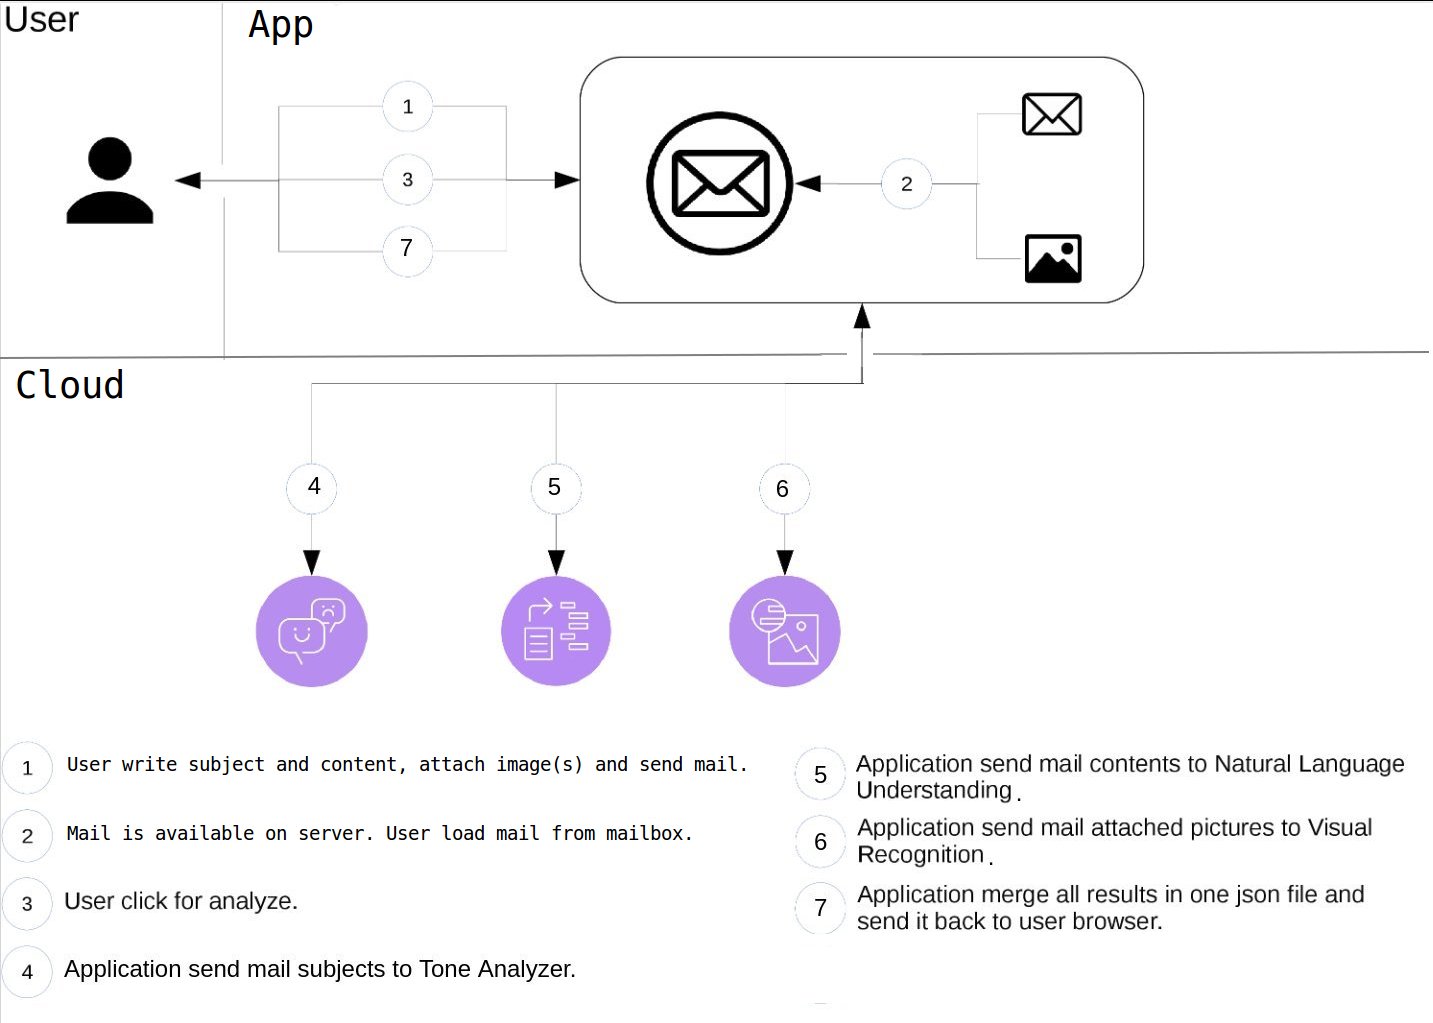 User
App
1
3
7
2
Cloud
4
5
6
1 User write subject and content, attach image(s) and send mail.
2 Mail is available on server. User load mail from mailbox.
3 User click for analyze.
4 Application send mail subjects to Tone Analyzer.
5 Application send mail contents to Natural Language
Understanding.
6 Application send mail attached pictures to Visual
Recognition.
7 Application merge all results in one json file and
send it back to user browser.